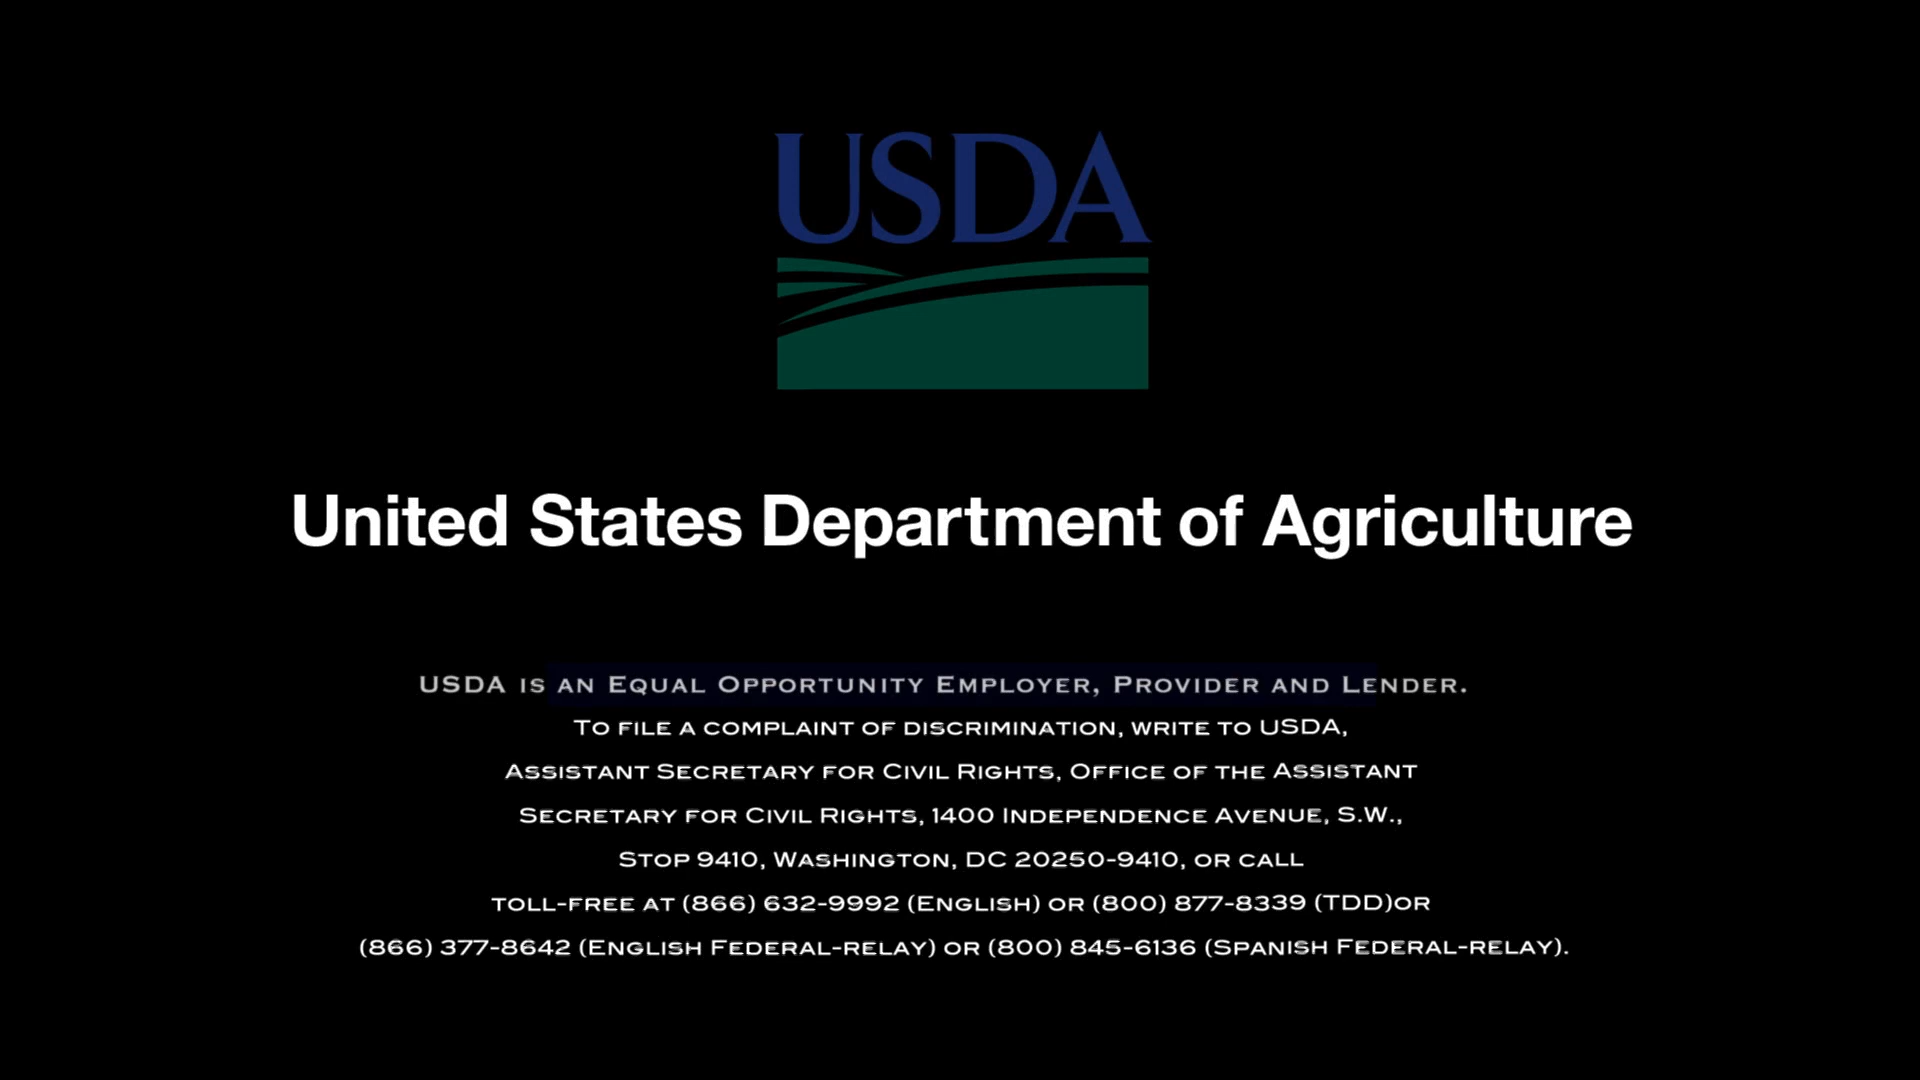 USDA
United States Department of Agriculture
USDA is an Equal Opportunity Employer, Provider and Lender.
To file a complaint of discrimination, write to USDA,
Assistant Secretary for Civil Rights, Office of the Assistant
Secretary for Civil Rights, 1400 Independence Avenue, S.W.,
Stop 9410, Washington, DC 20250-9410, or call
toll-free at (866) 632-9992 (English) or (800) 877-8339 (TDD)or
(866) 377-8642 (English Federal-relay) or (800) 845-6136 (Spanish Federal-relay).